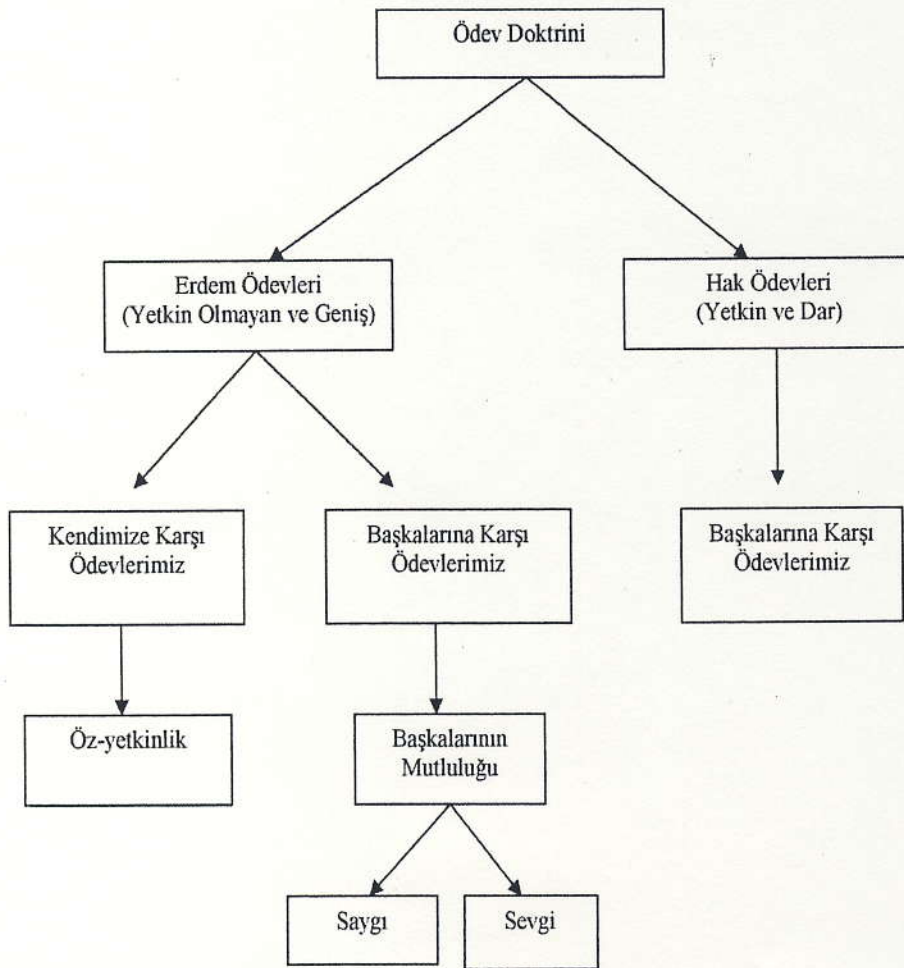 Ödev Doktrini
Erdem Ödevleri
(Yetkin Olmayan ve Geniş)
Hak Ödevleri
(Yetkin ve Dar)
Kendimize Karşı
Ödevlerimiz
Başkalarına Karşı
Ödevlerimiz
Başkalarına Karşı
Ödevlerimiz
Öz-yetkinlik
Başkalarının
Mutluluğu
Saygı
Sevgi